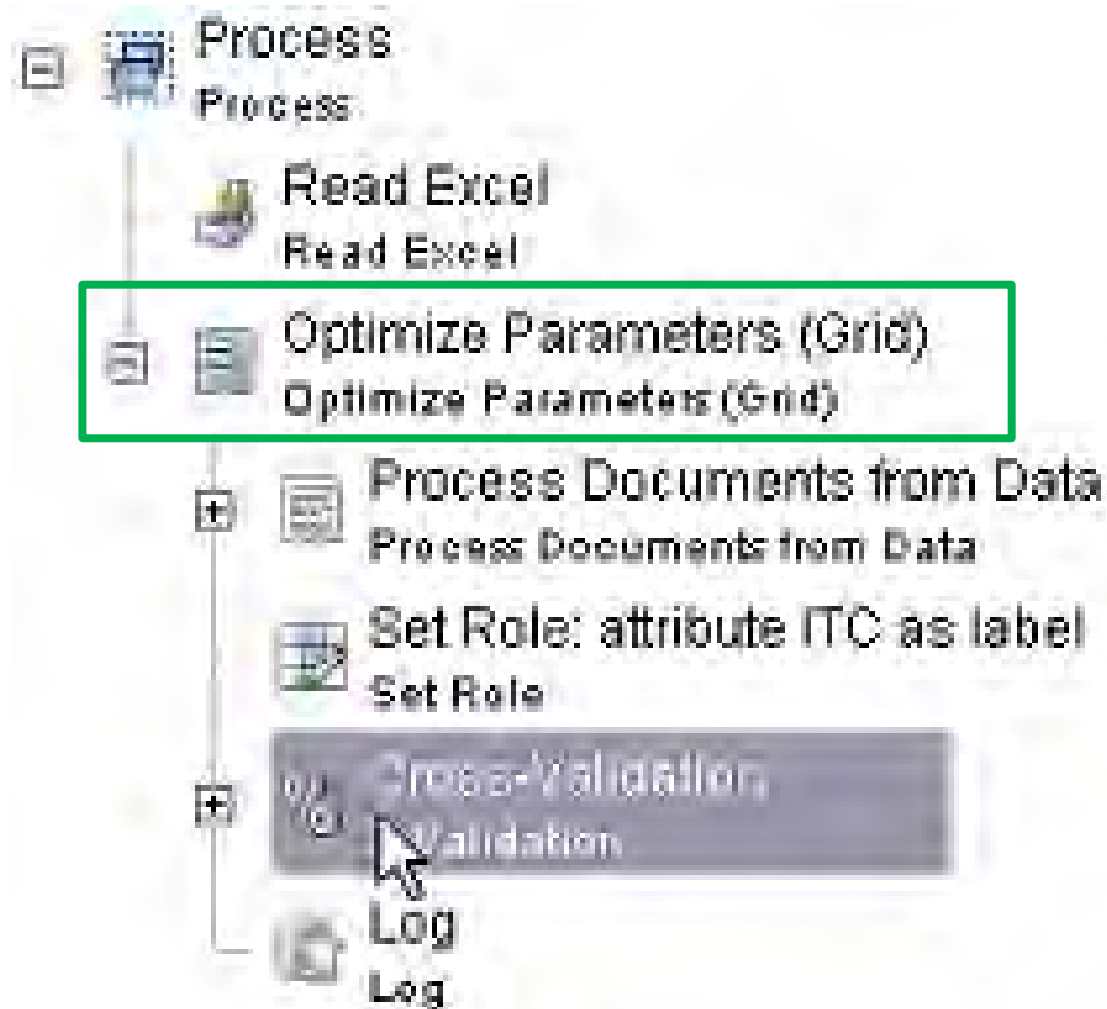 Process
Process
Read Excel
Read Excel
Optimize Parameters (Grid)
Optimize Parameters (Grid)
Process Documents from Data
Process Documents from Data
Set Role: attribute ITC as label
Set Role
Cross-Validation
Validation
Log
Log